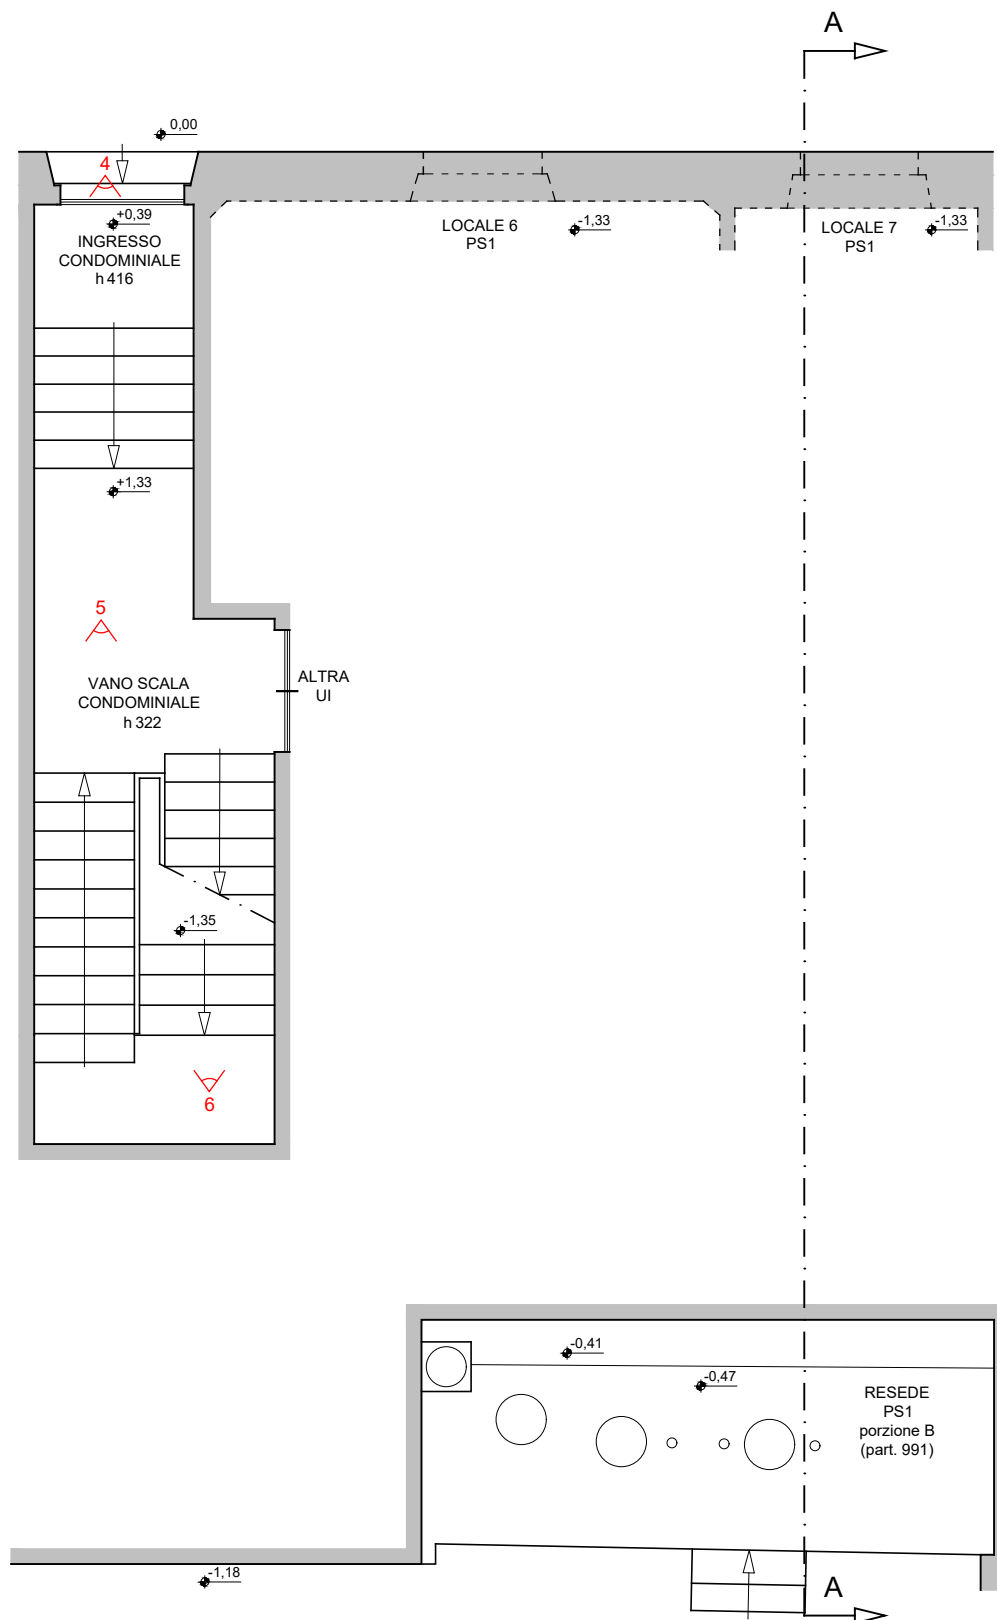 A
0,00
4
+0,39
INGRESSO
CONDOMINIALE
h 416
LOCALE 6
PS1
-1,33
LOCALE 7
PS1
-1,33
+1,33
5
VANO SCALA
CONDOMINIALE
h 322
ALTRA
UI
-1,35
6
-0,41
-0,47
RESEDE
PS1
porzione B
(part. 991)
-1,18
A